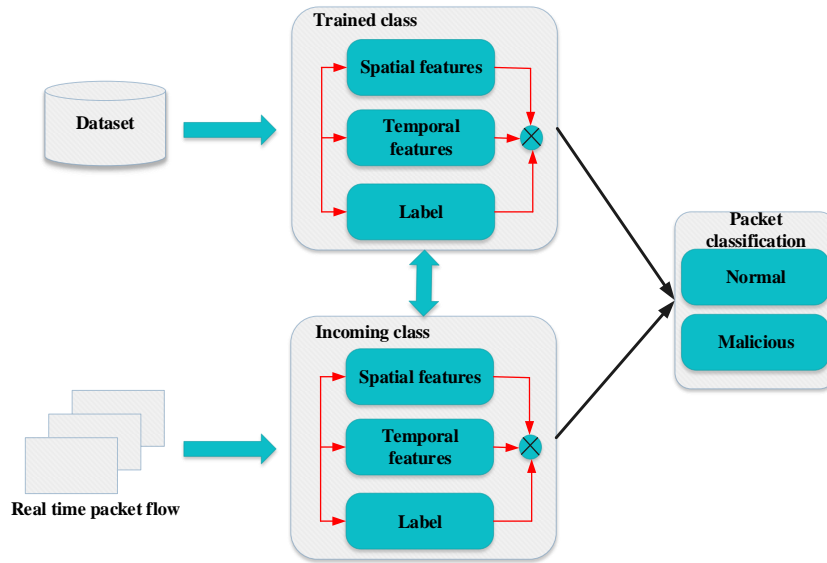 Trained class
Dataset
Spatial features
Temporal
features
Label
Packet
classification
Normal
Malicious
Incoming class
Spatial features
Temporal
features
Label
Real time packet flow